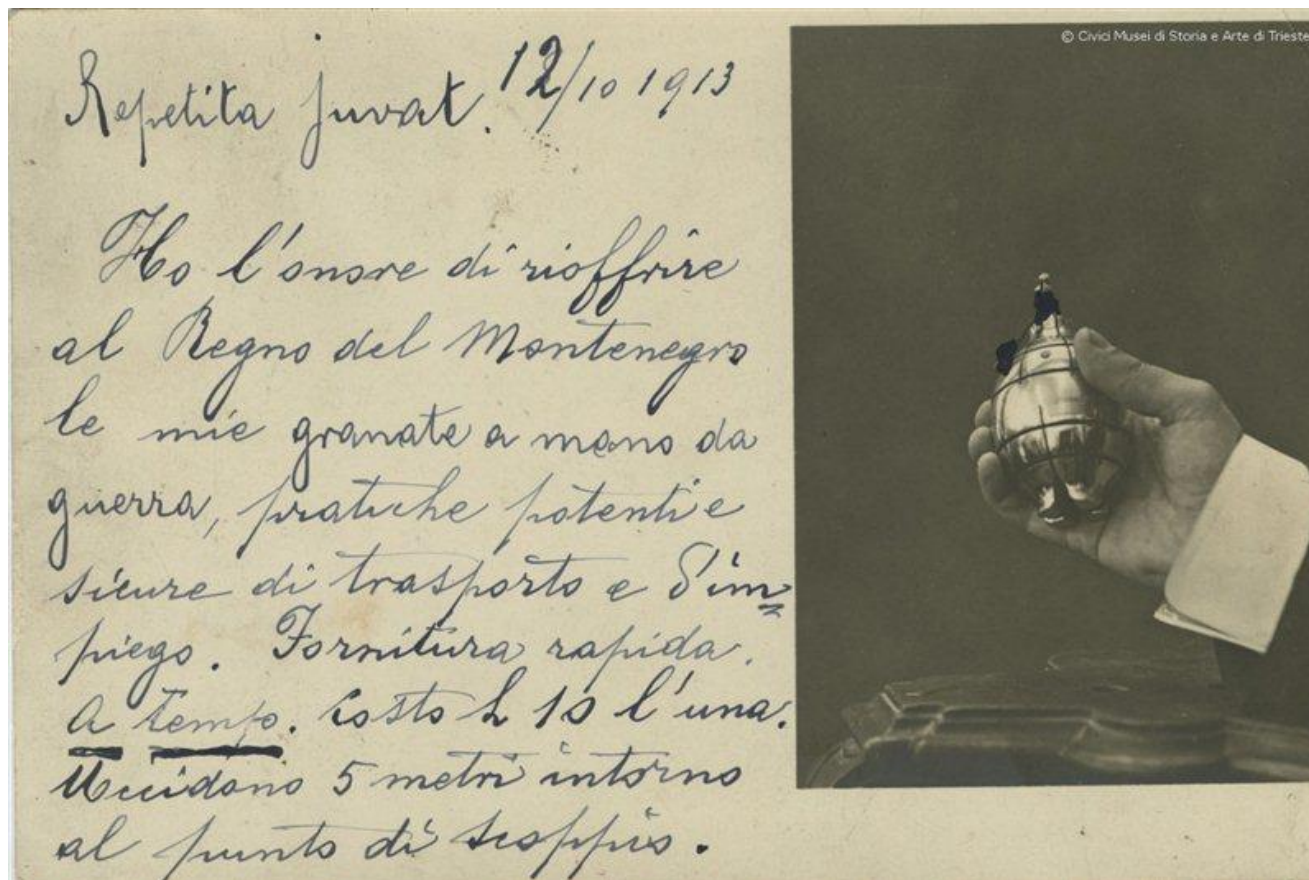 Repetita juvat. 12/10 1913
Ho l'onore di rioffrire
al Regno del Montenegro
le mie granate a mano da
guerra, pratiche potenti e
sicure di trasporto e d'im=
piego. Fornitura rapida.
A tempo. Costo L 10 l'una.
Uccidono 5 metri intorno
al punto di scoppio.
© Civici Musei di Storia e Arte di Trieste